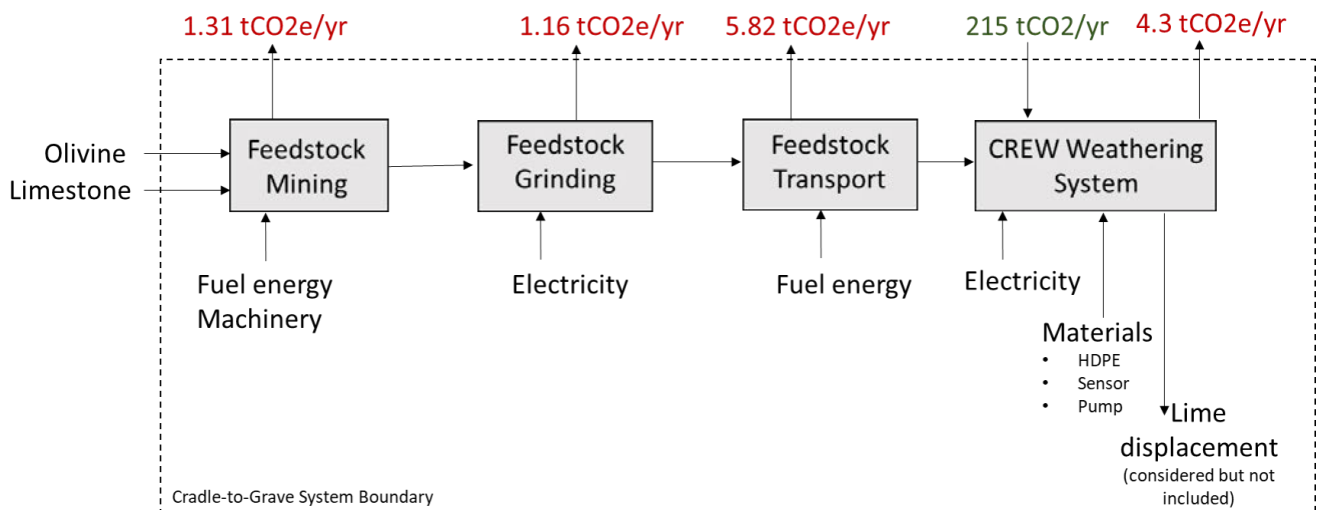 1.31 tCO2e/yr
1.16 tCO2e/yr
5.82 tCO2e/yr
215 tCO2/yr
4.3 tCO2e/yr
Olivine
Limestone
Feedstock
Mining
Feedstock
Grinding
Feedstock
Transport
CREW Weathering
System
Fuel energy
Machinery
Electricity
Fuel energy
Electricity
Materials
• HDPE
• Sensor
• Pump
Lime
displacement
(considered but not
included)
Cradle-to-Grave System Boundary